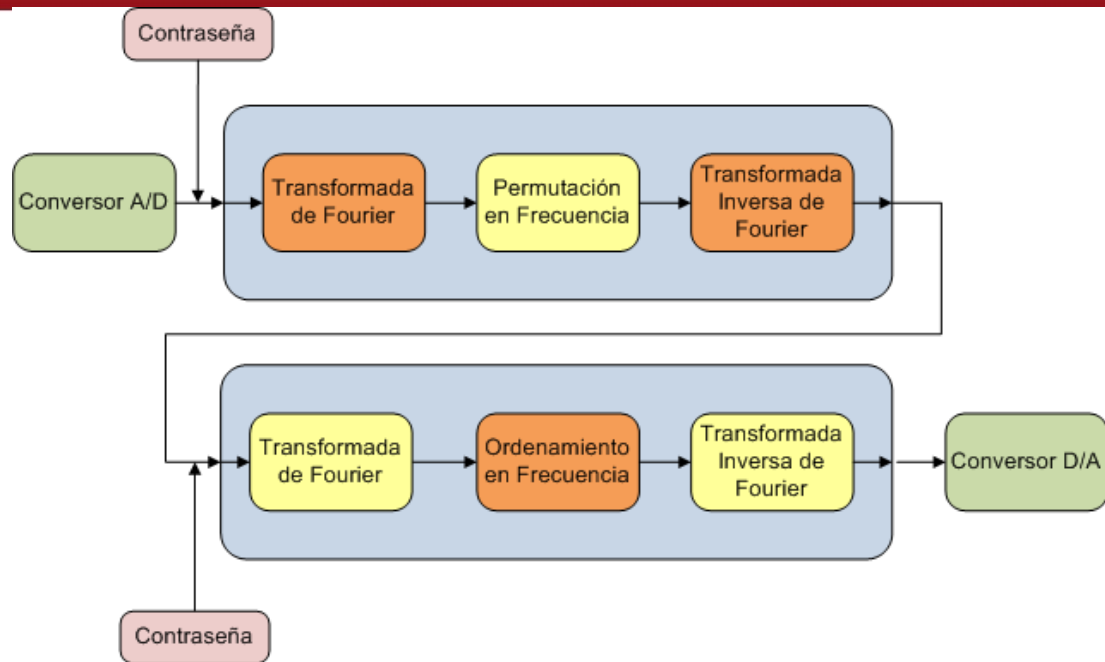 Contraseña
Conversor A/D
Transformada
de Fourier
Permutación
en Frecuencia
Transformada
Inversa de
Fourier
Transformada
de Fourier
Ordenamiento
en Frecuencia
Transformada
Inversa de
Fourier
Conversor D/A
Contraseña